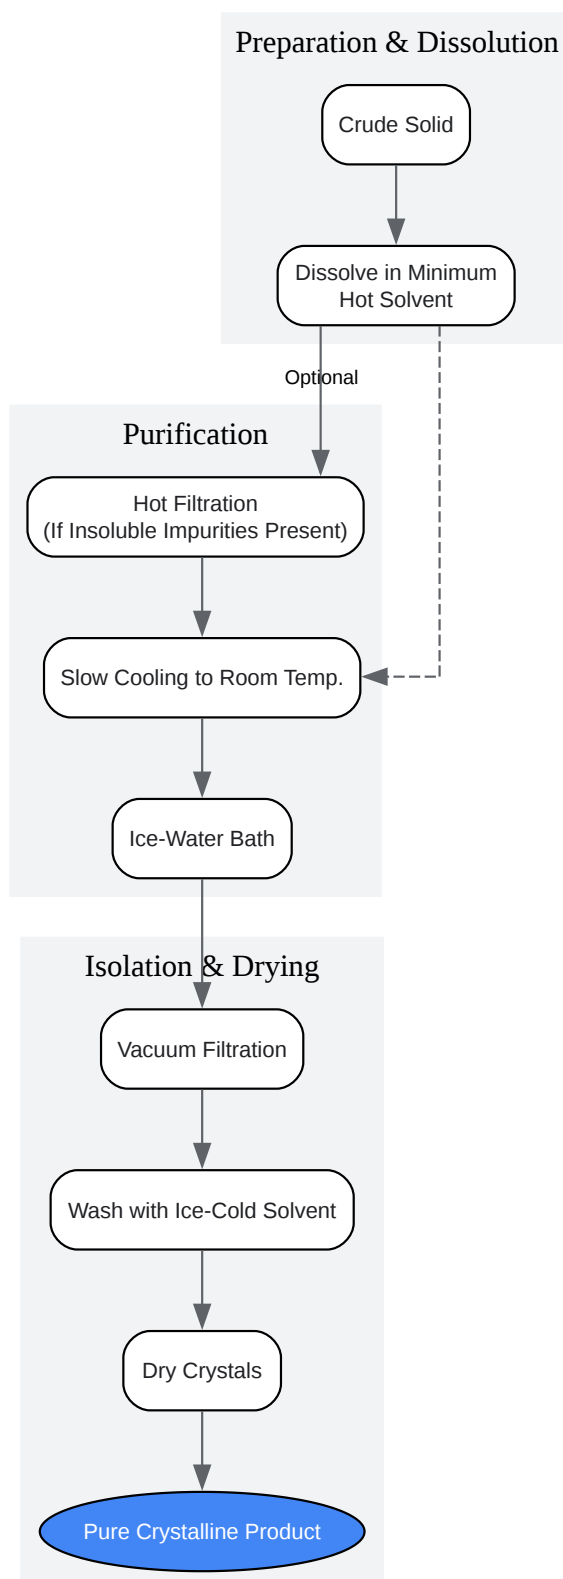 Preparation & Dissolution
Crude Solid
Dissolve in Minimum
Hot Solvent
Optional
Purification
Hot Filtration
(If Insoluble Impurities Present)
Slow Cooling to Room Temp.
Ice-Water Bath
Isolation & Drying
Vacuum Filtration
Wash with Ice-Cold Solvent
Dry Crystals
Pure Crystalline Product